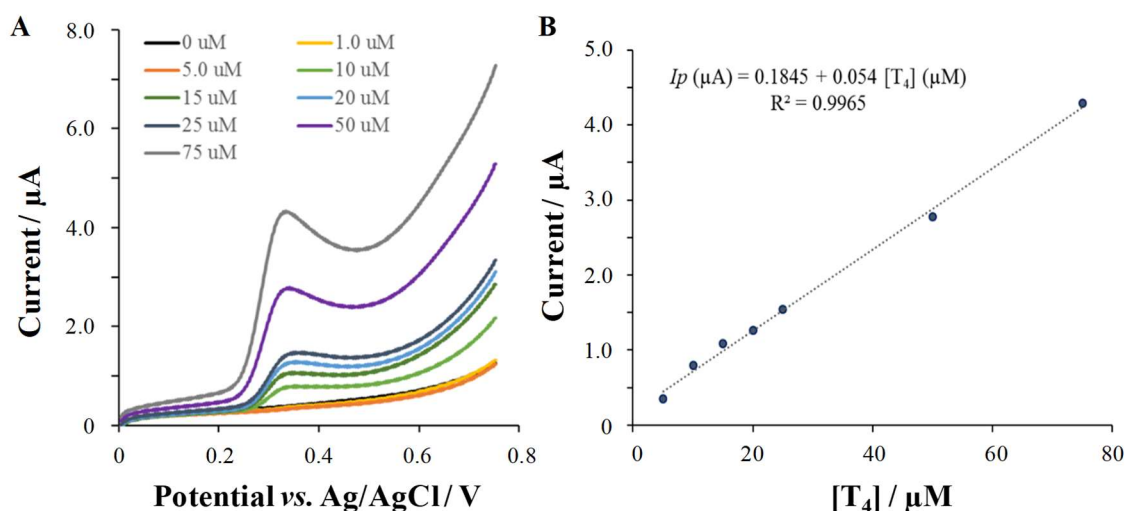 A
8.0
0 uM
1.0 uM
5.0 uM
10 uM
15 uM
20 uM
25 uM
50 uM
75 uM
6.0
4.0
2.0
0
0
0.2
0.4
0.6
0.8
Current / µA
Potential vs. Ag/AgCl / V
B
5.0
Ip (µA) = 0.1845 + 0.054 [T₄] (µM)
R² = 0.9965
4.0
3.0
2.0
1.0
0.0
0
20
40
60
80
Current / µA
[T₄] / µM